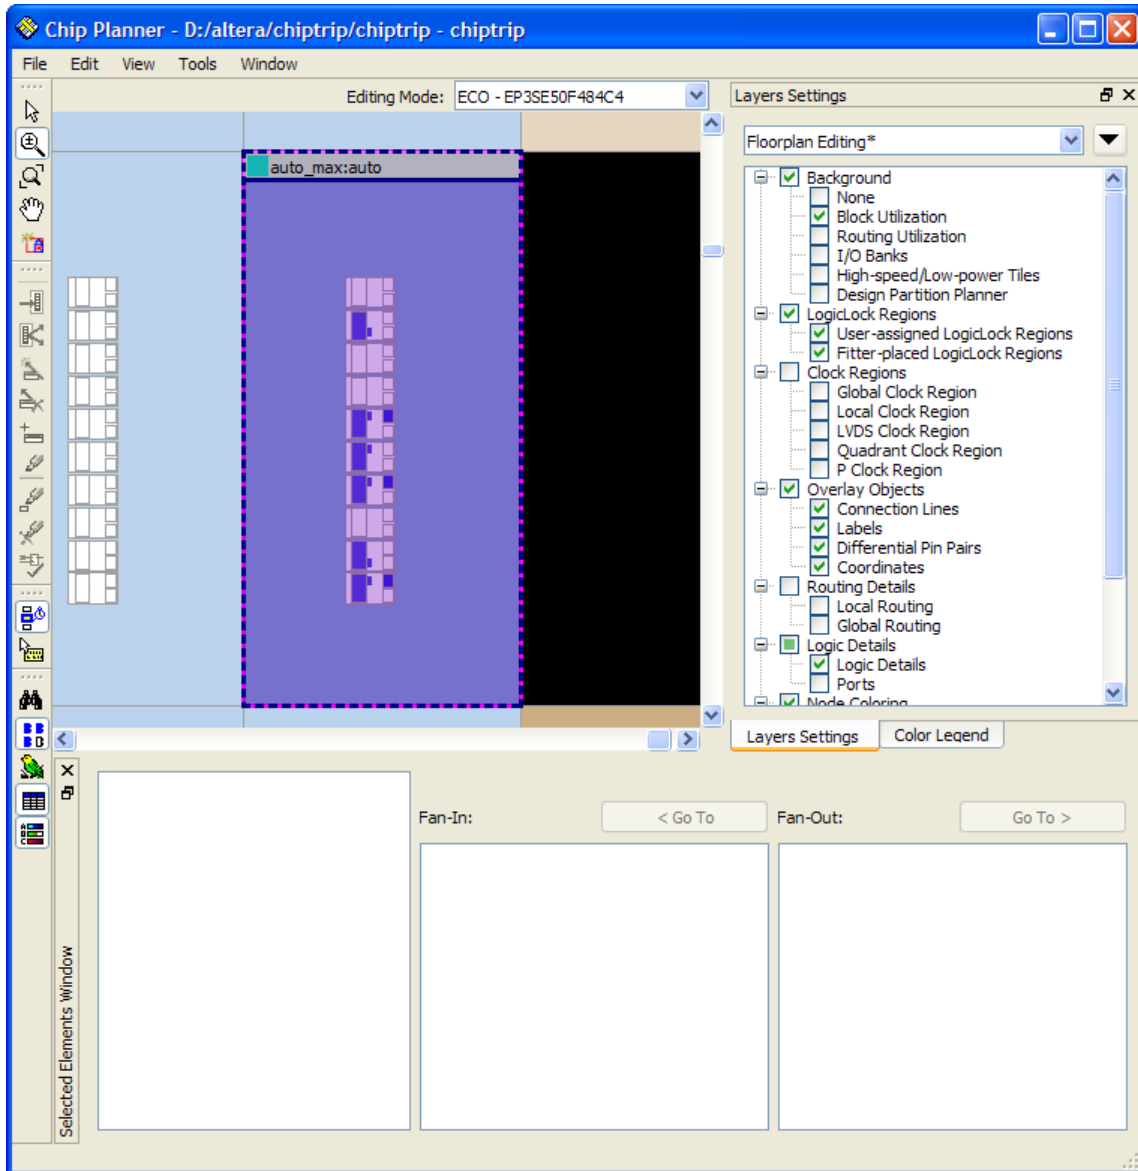 Chip Planner - D:/altera/chiptrip/chiptrip - chiptrip
File Edit View Tools Window
Editing Mode: ECO - EP3SE50F484C4
auto_max:auto
Layers Settings
Floorplan Editing*
Background
None
Block Utilization
Routing Utilization
I/O Banks
High-speed/Low-power Tiles
Design Partition Planner
LogicLock Regions
User-assigned LogicLock Regions
Fitter-placed LogicLock Regions
Clock Regions
Global Clock Region
Local Clock Region
LVDS Clock Region
Quadrant Clock Region
P Clock Region
Overlay Objects
Connection Lines
Labels
Differential Pin Pairs
Coordinates
Routing Details
Local Routing
Global Routing
Logic Details
Logic Details
Ports
Node Coloring
Layers Settings Color Legend
Selected Elements Window
Fan-In: < Go To
Fan-Out: Go To >